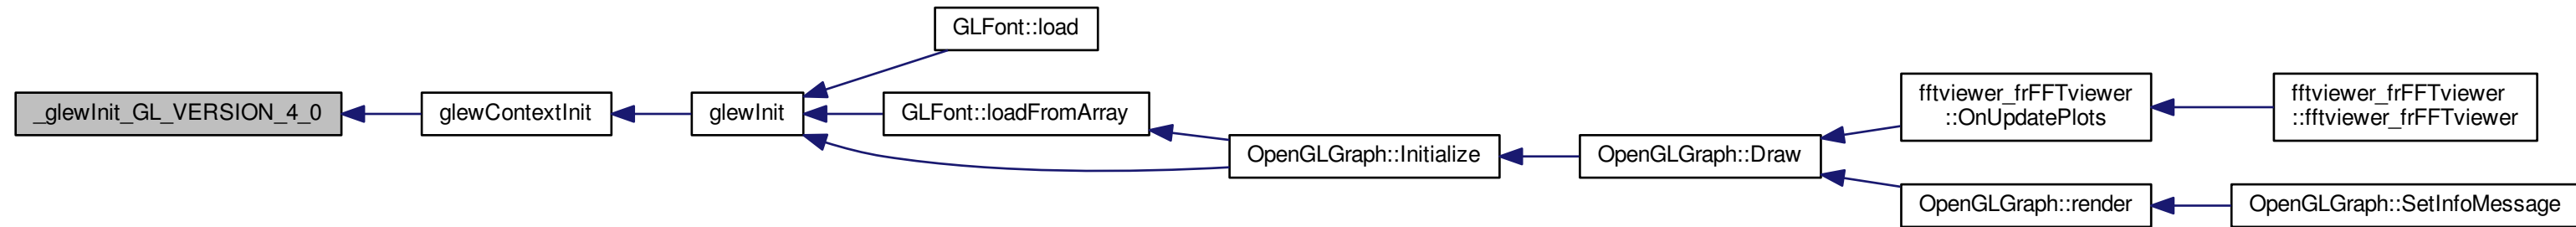 GLFont::load
_glewInit_GL_VERSION_4_0
glewContextInit
glewInit
GLFont::loadFromArray
OpenGLGraph::Initialize
OpenGLGraph::Draw
fftviewer_frFFTviewer
::OnUpdatePlots
fftviewer_frFFTviewer
::fftviewer_frFFTviewer
OpenGLGraph::render
OpenGLGraph::SetInfoMessage